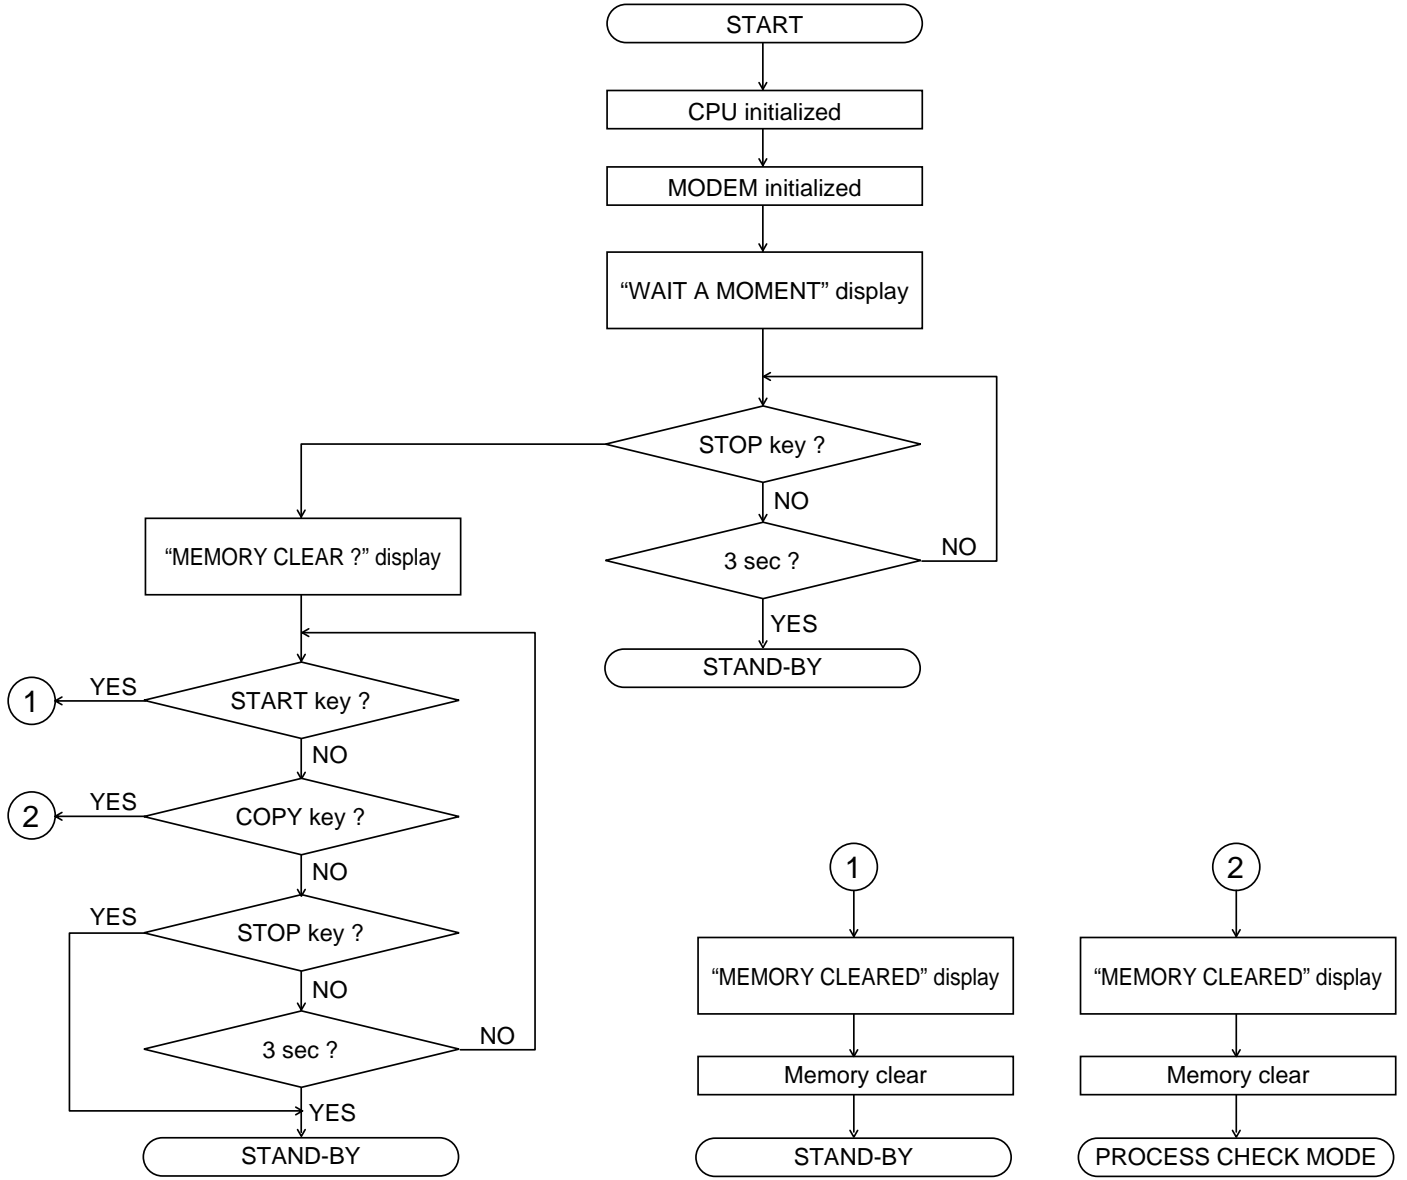 START
CPU initialized
MODEM initialized
“WAIT A MOMENT” display
STOP key ?
NO
3 sec ?
NO
YES
STAND-BY
“MEMORY CLEAR ?” display
START key ?
YES
1
NO
COPY key ?
YES
2
NO
STOP key ?
YES
NO
3 sec ?
NO
YES
STAND-BY
1
“MEMORY CLEARED” display
Memory clear
STAND-BY
2
“MEMORY CLEARED” display
Memory clear
PROCESS CHECK MODE